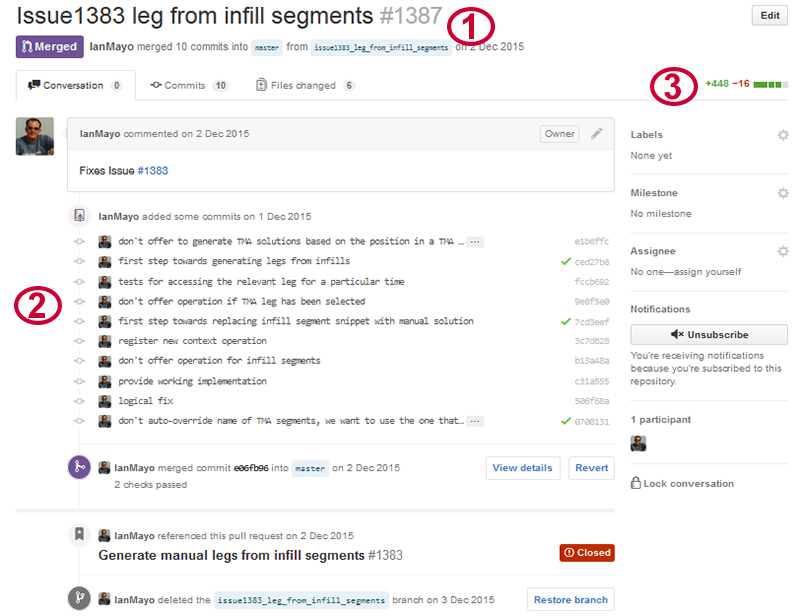 Issue1383 leg from infill segments #1387
1
Edit
Merged IanMayo merged 10 commits into master from issue1383_leg_from_infill_segments on 2 Dec 2015
Conversation 0 Commits 10 Files changed 6
3
+448 −16
IanMayo commented on 2 Dec 2015 Owner
Fixes Issue #1383
IanMayo added some commits on 1 Dec 2015
don't offer to generate TMA solutions based on the position in a TMA … ... e1b6ffc
first step towards generating legs from infills ced27b6
tests for accessing the relevant leg for a particular time fccb692
2
don't offer operation if TMA leg has been selected 9e6f5e0
first step towards replacing infill segment snippet with manual solution 7cd3eef
register new context operation 3c7d828
don't offer operation for infill segments b13a48a
provide working implementation c31a555
logical fix 506f68a
don't auto-override name of TMA segments, we want to use the one that… ... 0708131
IanMayo merged commit e06fb96 into master on 2 Dec 2015 View details Revert
2 checks passed
IanMayo referenced this pull request on 2 Dec 2015
Generate manual legs from infill segments #1383 Closed
IanMayo deleted the issue1383_leg_from_infill_segments branch on 3 Dec 2015 Restore branch
Labels
None yet
Milestone
No milestone
Assignee
No one—assign yourself
Notifications
Unsubscribe
You're receiving notifications
because you're subscribed to this
repository.
1 participant
Lock conversation